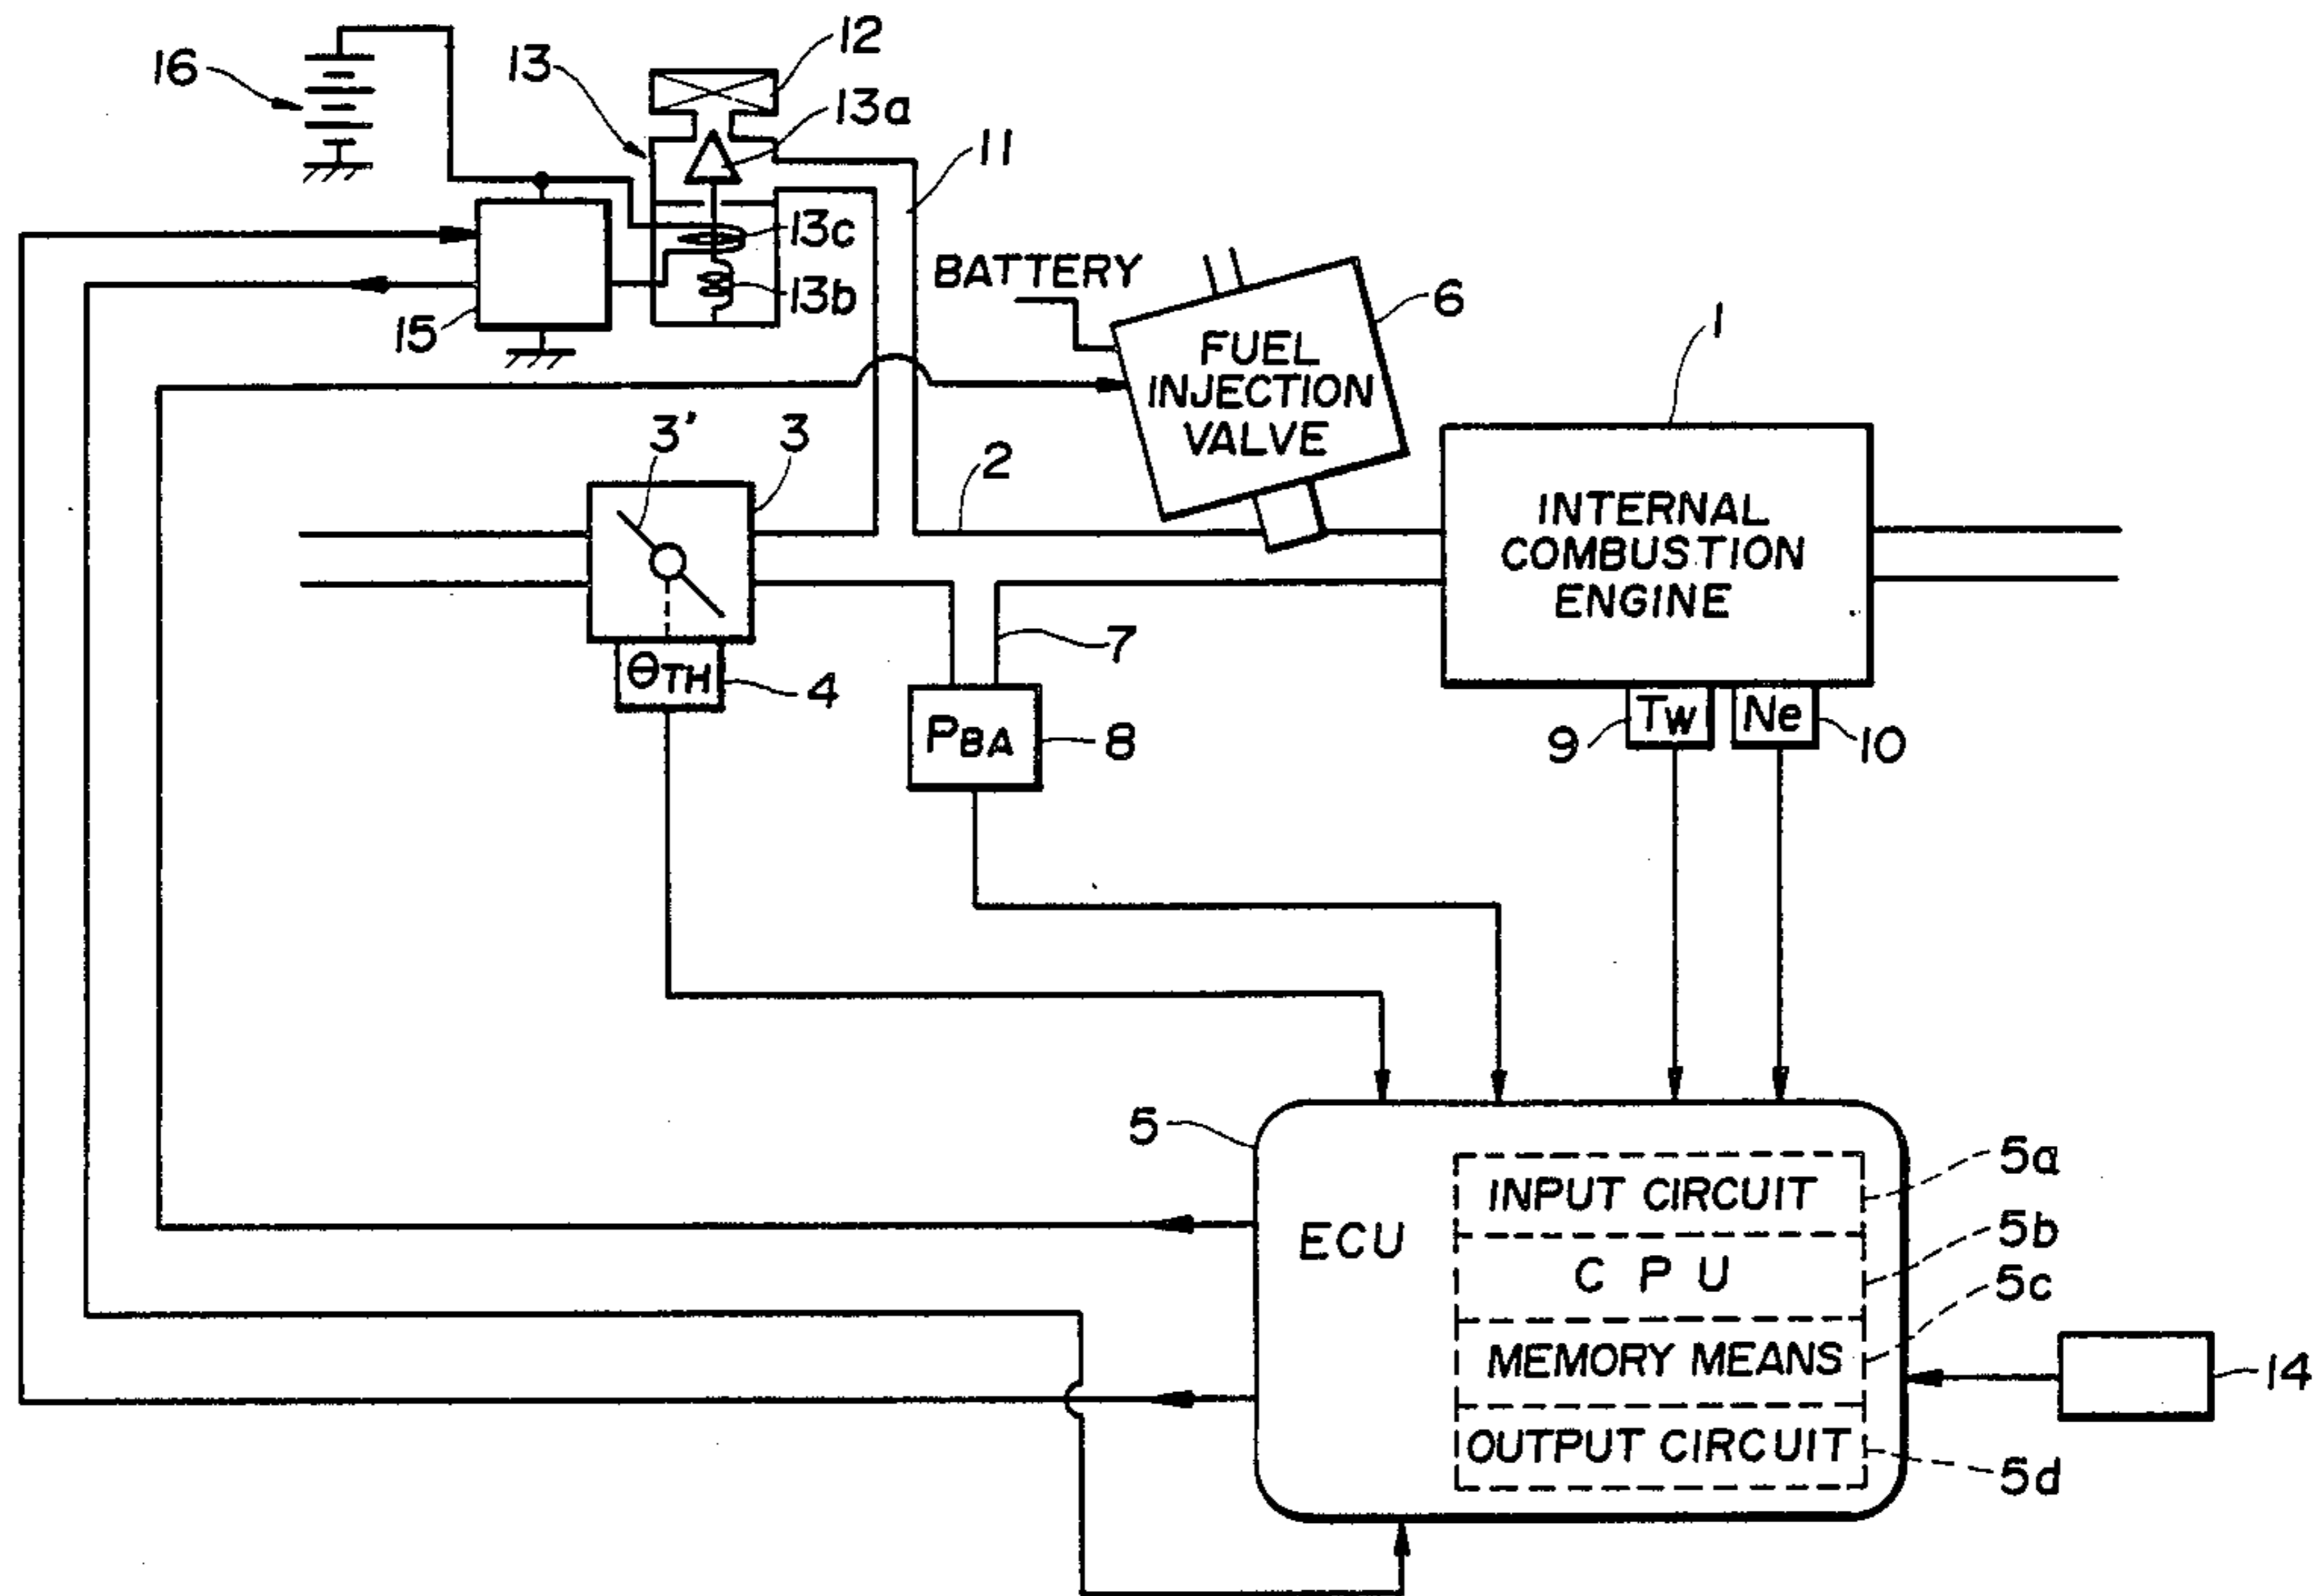 12
16
13
13a
11
13c
BATTERY
13b
6
15
1
FUEL
INJECTION
VALVE
3'
3
2
INTERNAL
COMBUSTION
ENGINE
7
θTH
4
PBA
8
Tw
Ne
9
10
5
5a
INPUT CIRCUIT
ECU
5b
C P U
5c
MEMORY MEANS
14
OUTPUT CIRCUIT
5d